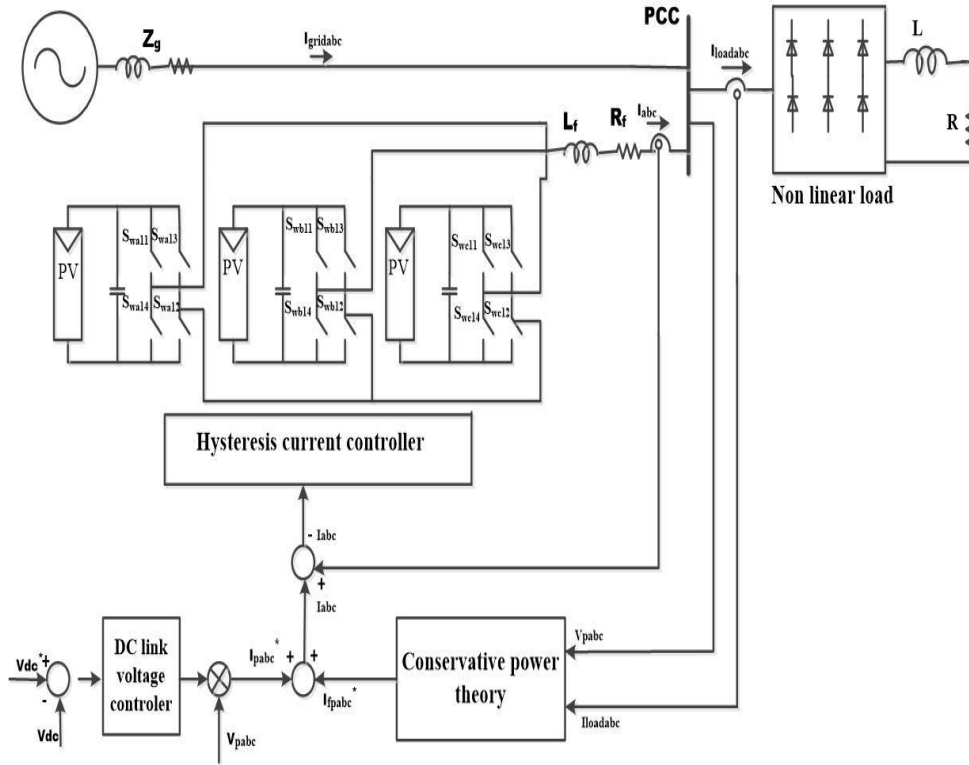 PCC
Zg
Igridabc
Iloadabc
L
R
Lf
Rf
Iabc
Non linear load
PV
Swa11
Swa13
Swa14
Swa12
PV
Swb11
Swb13
Swb14
Swb12
PV
Swc11
Swc13
Swc14
Swc12
Hysteresis current controller
- Iabc
+
Iabc
DC link
voltage
controler
Vdc*
+
-
Vdc
Ipabc*
+
+
Ifpabc*
Vpabc
Conservative power
theory
Vpabc
Iloadabc